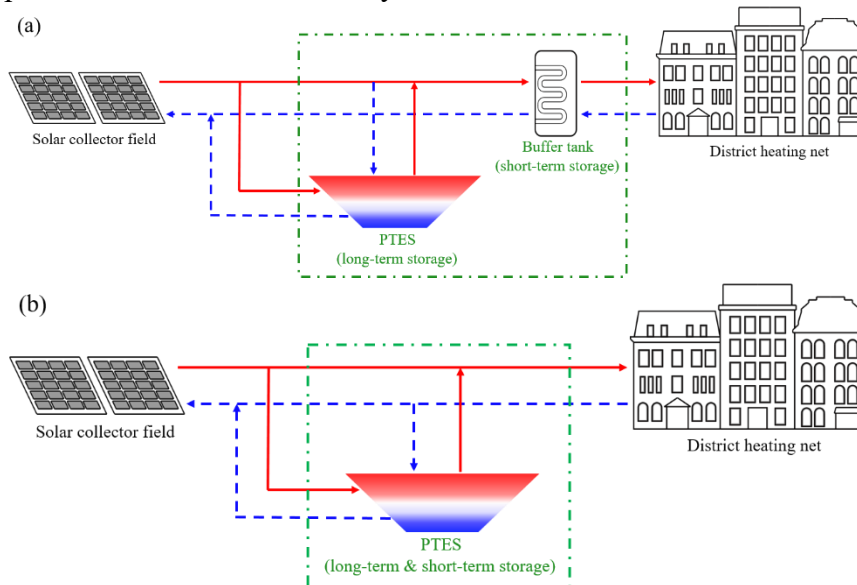 (a)
Solar collector field
Buffer tank
(short-term storage)
District heating net
PTES
(long-term storage)
(b)
Solar collector field
District heating net
PTES
(long-term & short-term storage)